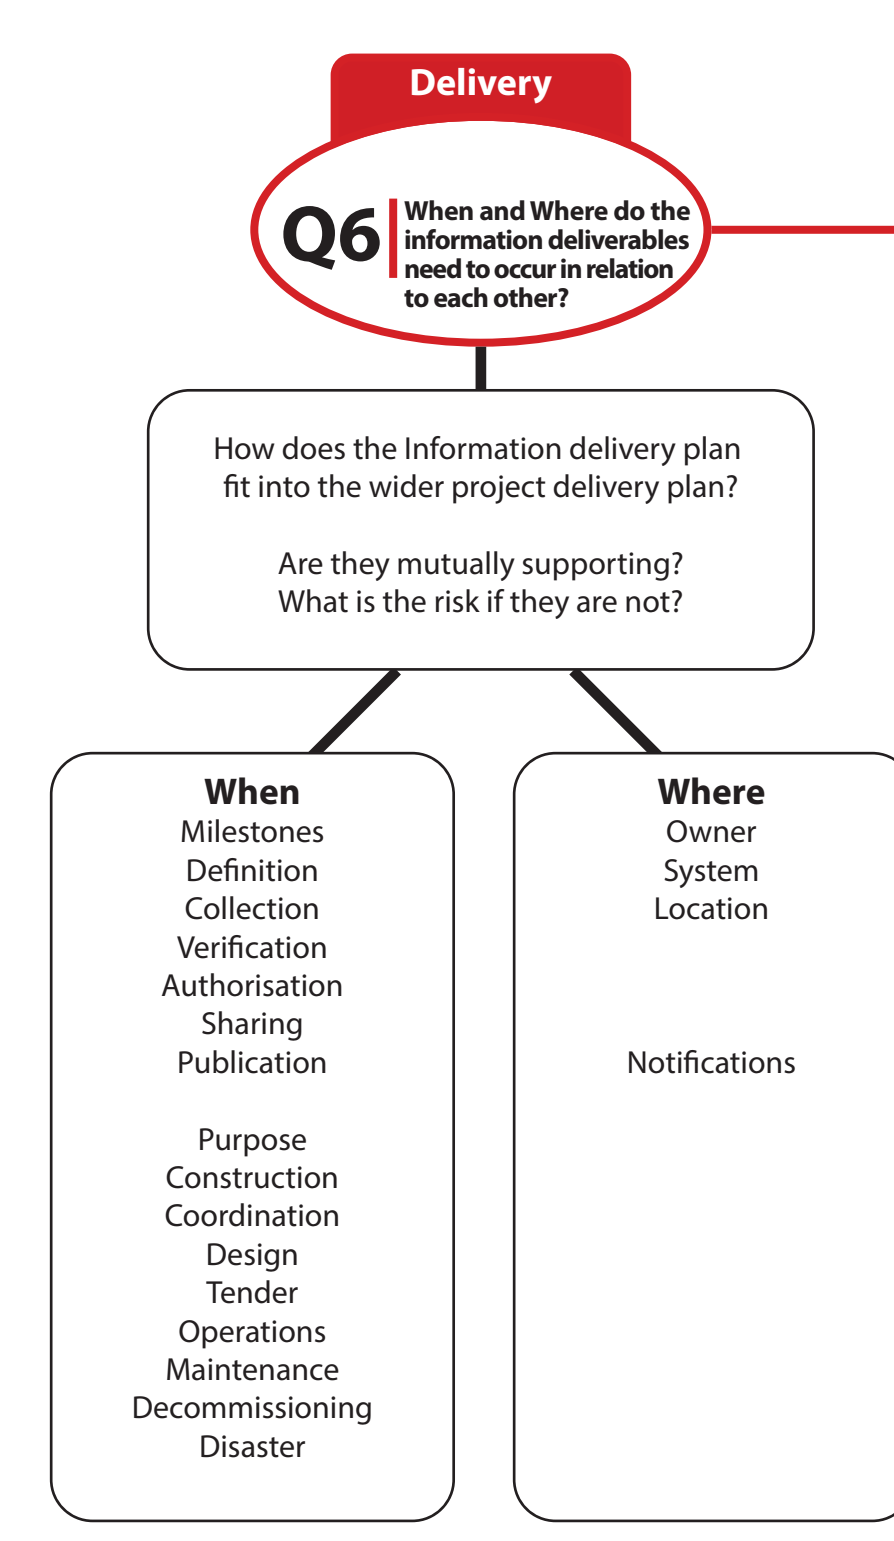 Delivery
Q6
When and Where do the
information deliverables
need to occur in relation
to each other?
How does the Information delivery plan
fit into the wider project delivery plan?
Are they mutually supporting?
What is the risk if they are not?
When
Milestones
Definition
Collection
Verification
Authorisation
Sharing
Publication
Purpose
Construction
Coordination
Design
Tender
Operations
Maintenance
Decommissioning
Disaster
Where
Owner
System
Location
Notifications